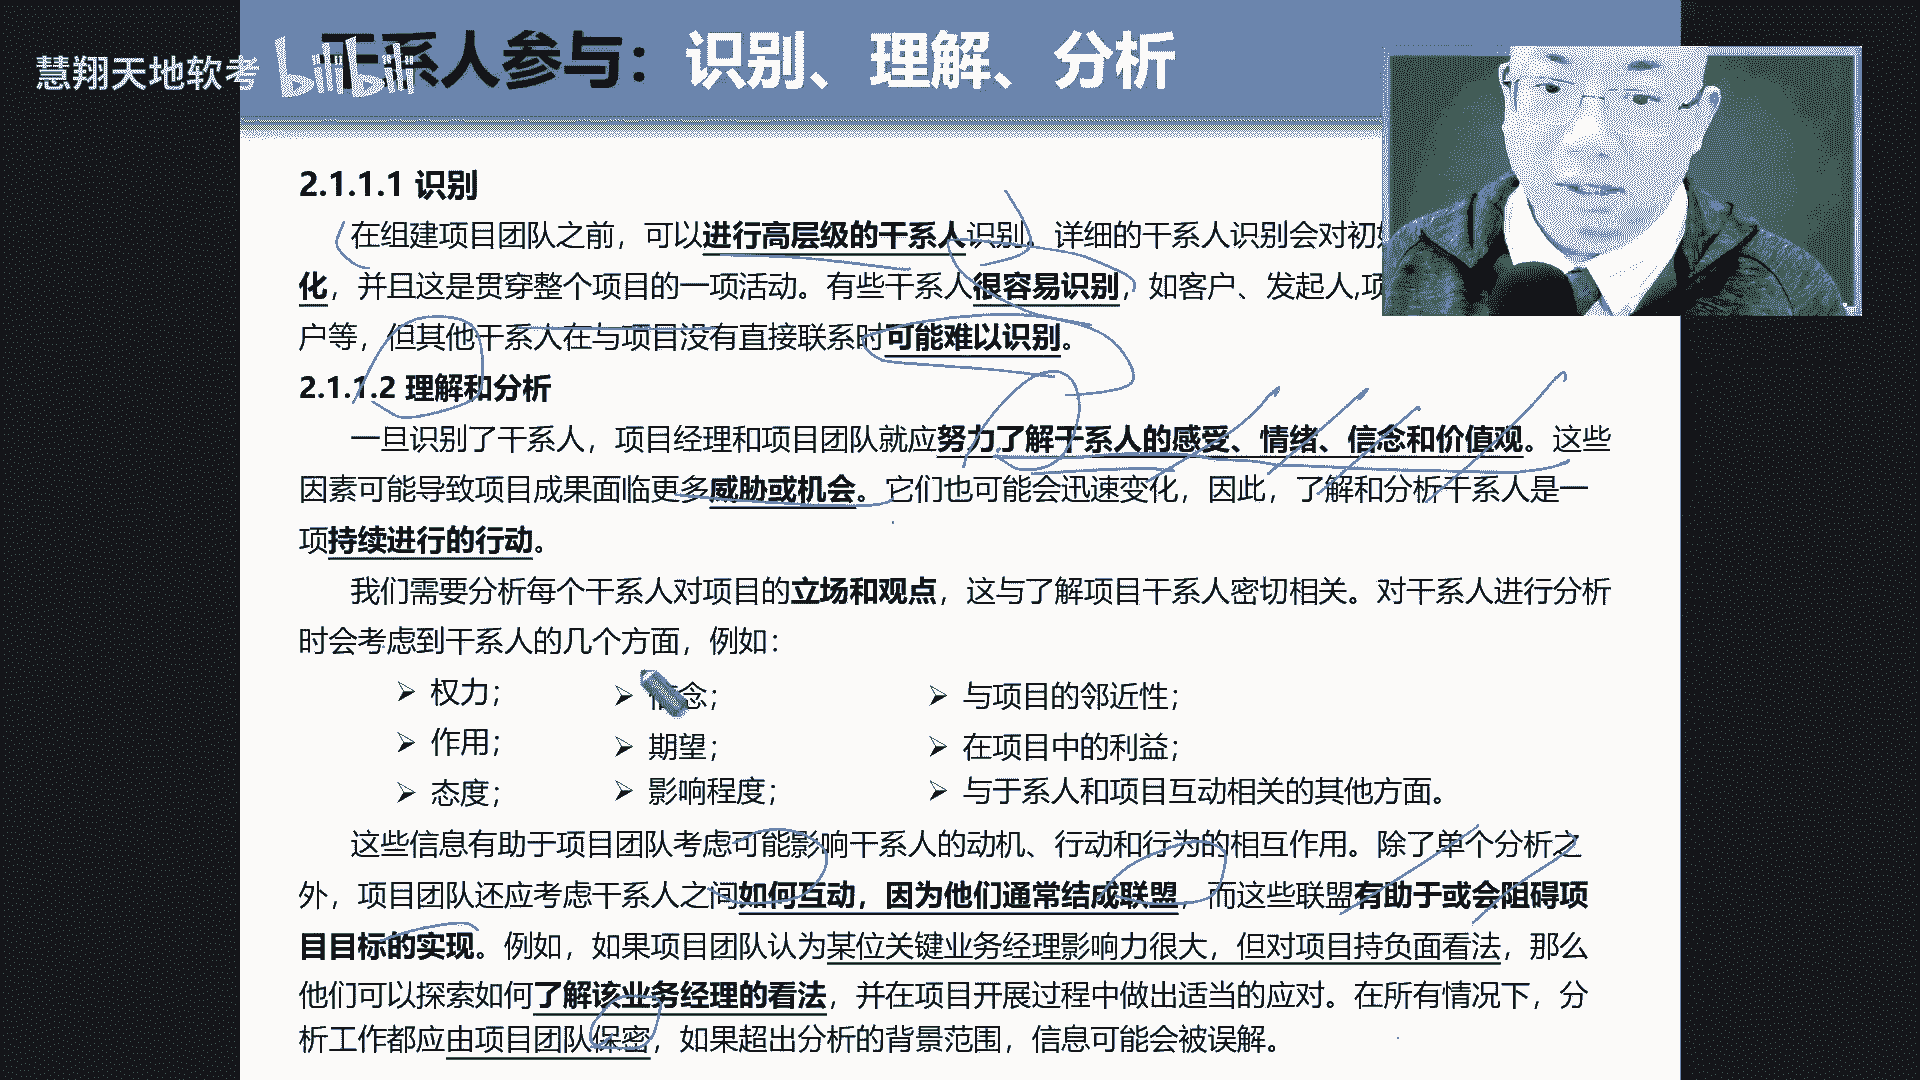 慧翔天地软考
bilibili
干系人参与：识别、理解、分析
2.1.1.1 识别
在组建项目团队之前，可以进行高层级的干系人识别。详细的干系人识别会对初
化，并且这是贯穿整个项目的一项活动。有些干系人很容易识别，如客户、发起人,项
户等，但其他干系人在与项目没有直接联系时可能难以识别。
2.1.1.2 理解和分析
一旦识别了干系人，项目经理和项目团队就应努力了解干系人的感受、情绪、信念和价值观。这些
因素可能导致项目成果面临更多威胁或机会。它们也可能会迅速变化，因此，了解和分析干系人是一
项持续进行的行动。
我们需要分析每个干系人对项目的立场和观点，这与了解项目干系人密切相关。对干系人进行分析
时会考虑到干系人的几个方面，例如：
➢ 权力；
➢ 作用；
➢ 态度；
➢ 信念；
➢ 期望；
➢ 影响程度；
➢ 与项目的邻近性；
➢ 在项目中的利益；
➢ 与于系人和项目互动相关的其他方面。
这些信息有助于项目团队考虑可能影响干系人的动机、行动和行为的相互作用。除了单个分析之
外，项目团队还应考虑干系人之间如何互动，因为他们通常结成联盟，而这些联盟有助于或会阻碍项
目目标的实现。例如，如果项目团队认为某位关键业务经理影响力很大，但对项目持负面看法，那么
他们可以探索如何了解该业务经理的看法，并在项目开展过程中做出适当的应对。在所有情况下，分
析工作都应由项目团队保密，如果超出分析的背景范围，信息可能会被误解。